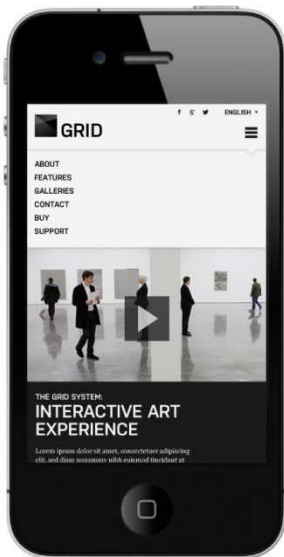 f g+ ENGLISH
GRID
ABOUT
FEATURES
GALLERIES
CONTACT
BUY
SUPPORT
THE GRID SYSTEM:
INTERACTIVE ART
EXPERIENCE
Lorem ipsum dolor sit amet, consectetuer adipiscing
elit, sed diam nonummy nibh euismod tincidunt ut